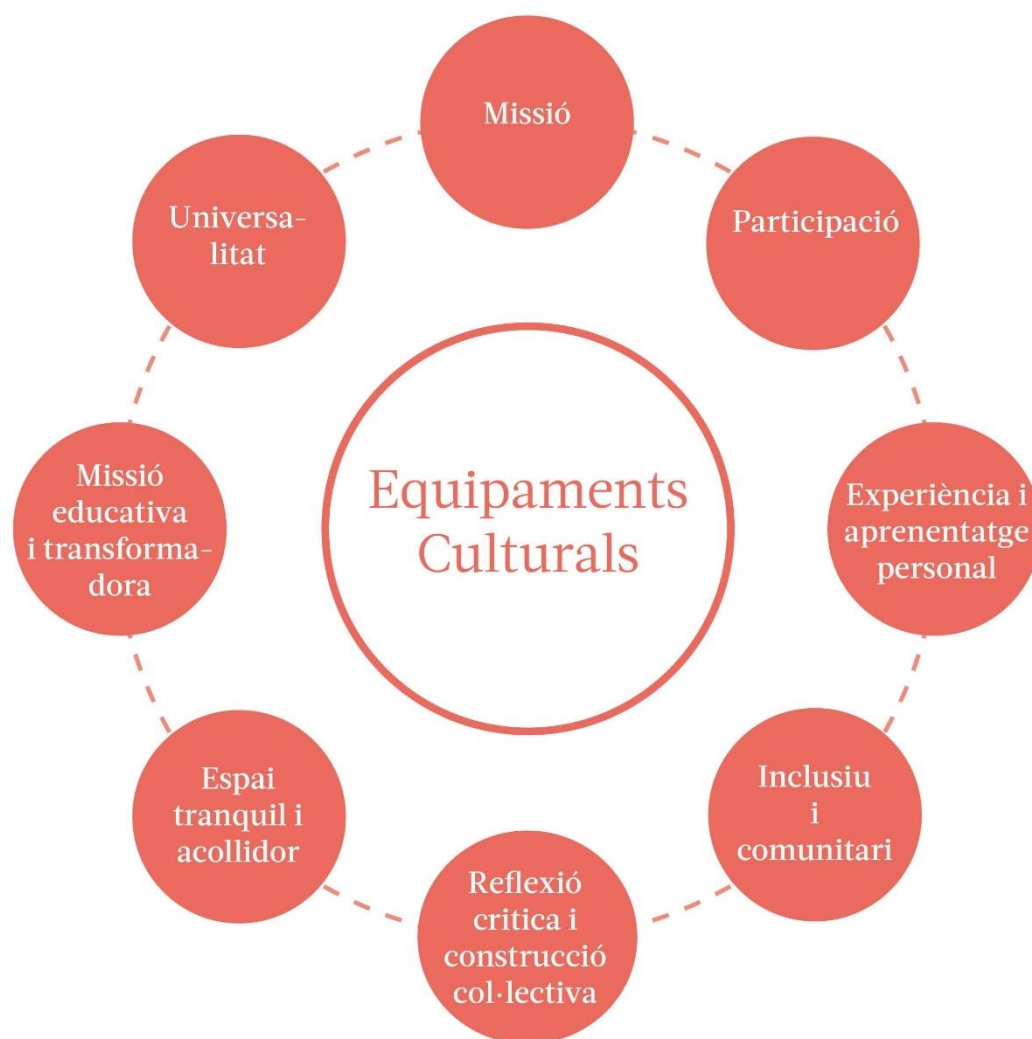 Missió
Participació
Experiència i
aprenentatge
personal
Inclusiu
i
comunitari
Reflexió
critica i
construcció
col·lectiva
Espai
tranquil i
acollidor
Missió
educativa
i transforma-
dora
Universa-
litat
Equipaments
Culturals